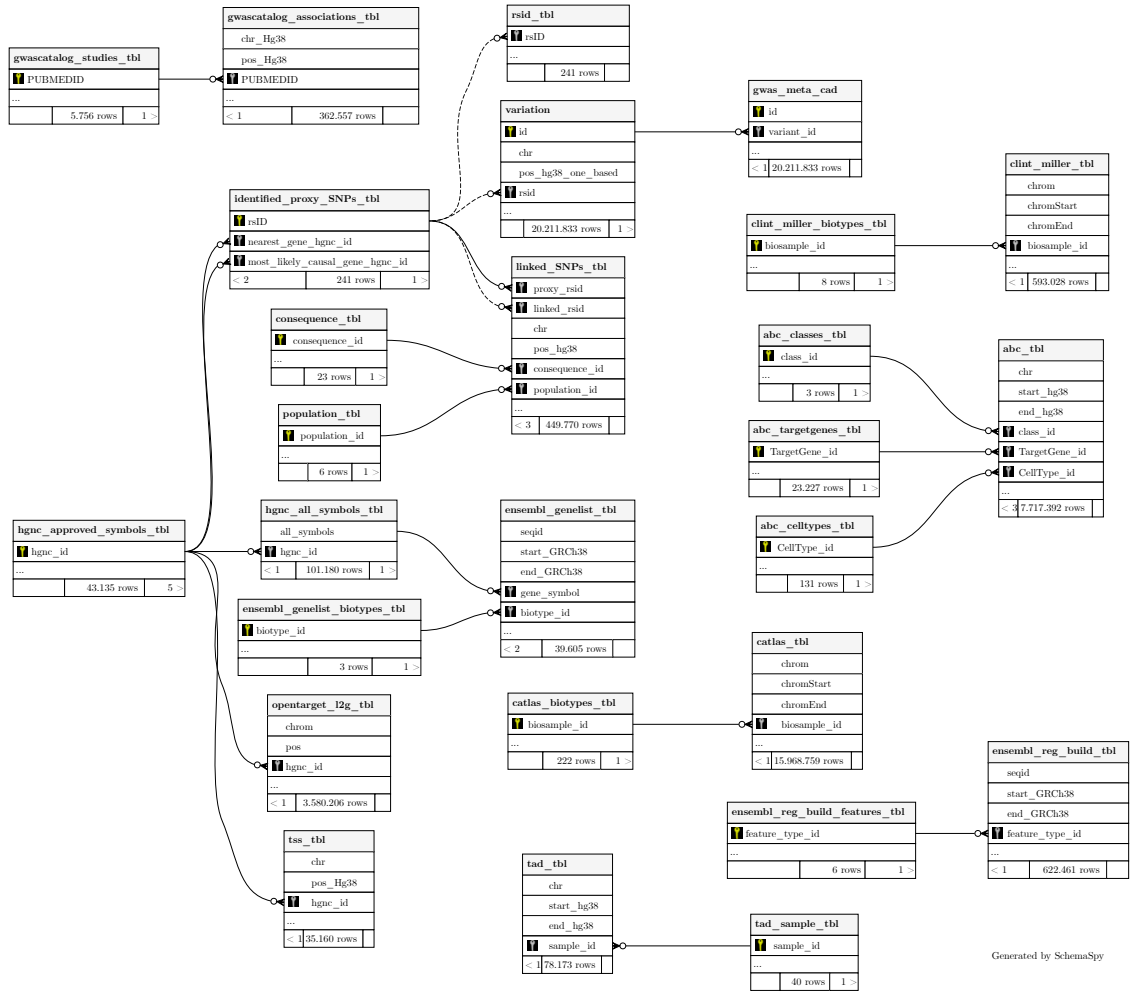 gwascatalog_studies_tbl
PUBMEDID
...
5.756 rows
1 >
gwascatalog_associations_tbl
chr_Hg38
pos_Hg38
PUBMEDID
...
< 1
362.557 rows
rsid_tbl
rsID
...
241 rows
variation
id
chr
pos_hg38_one_based
rsid
...
20.211.833 rows
1 >
gwas_meta_cad
id
variant_id
...
< 1
20.211.833 rows
clint_miller_tbl
chrom
chromStart
chromEnd
biosample_id
...
< 1
593.028 rows
clint_miller_biotypes_tbl
biosample_id
...
8 rows
1 >
identified_proxy_SNPs_tbl
rsID
nearest_gene_hgnc_id
most_likely_causal_gene_hgnc_id
< 2
241 rows
1 >
linked_SNPs_tbl
proxy_rsid
linked_rsid
chr
pos_hg38
consequence_id
population_id
...
< 3
449.770 rows
consequence_tbl
consequence_id
...
23 rows
1 >
population_tbl
population_id
...
6 rows
1 >
abc_classes_tbl
class_id
...
3 rows
1 >
abc_tbl
chr
start_hg38
end_hg38
class_id
TargetGene_id
CellType_id
...
< 3
7.717.392 rows
abc_targetgenes_tbl
TargetGene_id
...
23.227 rows
1 >
abc_celltypes_tbl
CellType_id
...
131 rows
1 >
hgnc_approved_symbols_tbl
hgnc_id
...
43.135 rows
5 >
hgnc_all_symbols_tbl
all_symbols
hgnc_id
< 1
101.180 rows
1 >
ensembl_genelist_tbl
seqid
start_GRCh38
end_GRCh38
gene_symbol
biotype_id
...
< 2
39.605 rows
ensembl_genelist_biotypes_tbl
biotype_id
...
3 rows
1 >
opentarget_l2g_tbl
chrom
pos
hgnc_id
...
< 1
3.580.206 rows
catlas_biotypes_tbl
biosample_id
...
222 rows
1 >
catlas_tbl
chrom
chromStart
chromEnd
biosample_id
...
< 1
15.968.759 rows
ensembl_reg_build_tbl
seqid
start_GRCh38
end_GRCh38
feature_type_id
...
< 1
622.461 rows
ensembl_reg_build_features_tbl
feature_type_id
...
6 rows
1 >
tss_tbl
chr
pos_Hg38
hgnc_id
...
< 1
35.160 rows
tad_tbl
chr
start_hg38
end_hg38
sample_id
< 1
78.173 rows
tad_sample_tbl
sample_id
...
40 rows
1 >
Generated by SchemaSpy